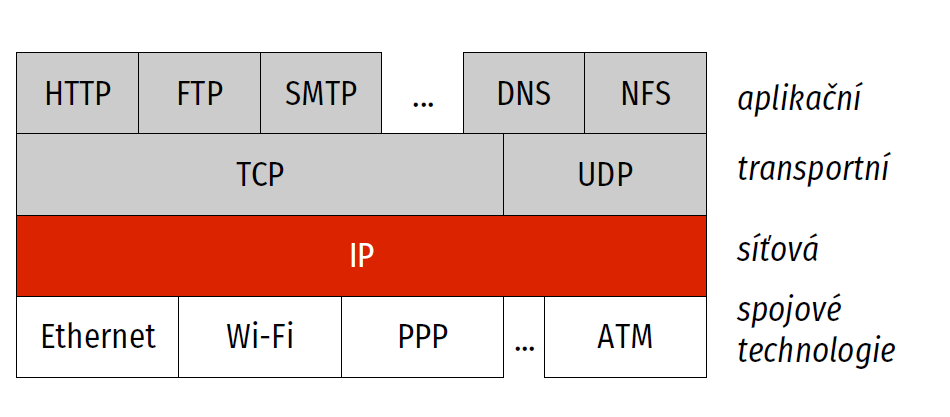 HTTP FTP SMTP ... DNS NFS aplikační
TCP UDP transportní
IP síťová
Ethernet Wi-Fi PPP ... ATM spojové
technologie